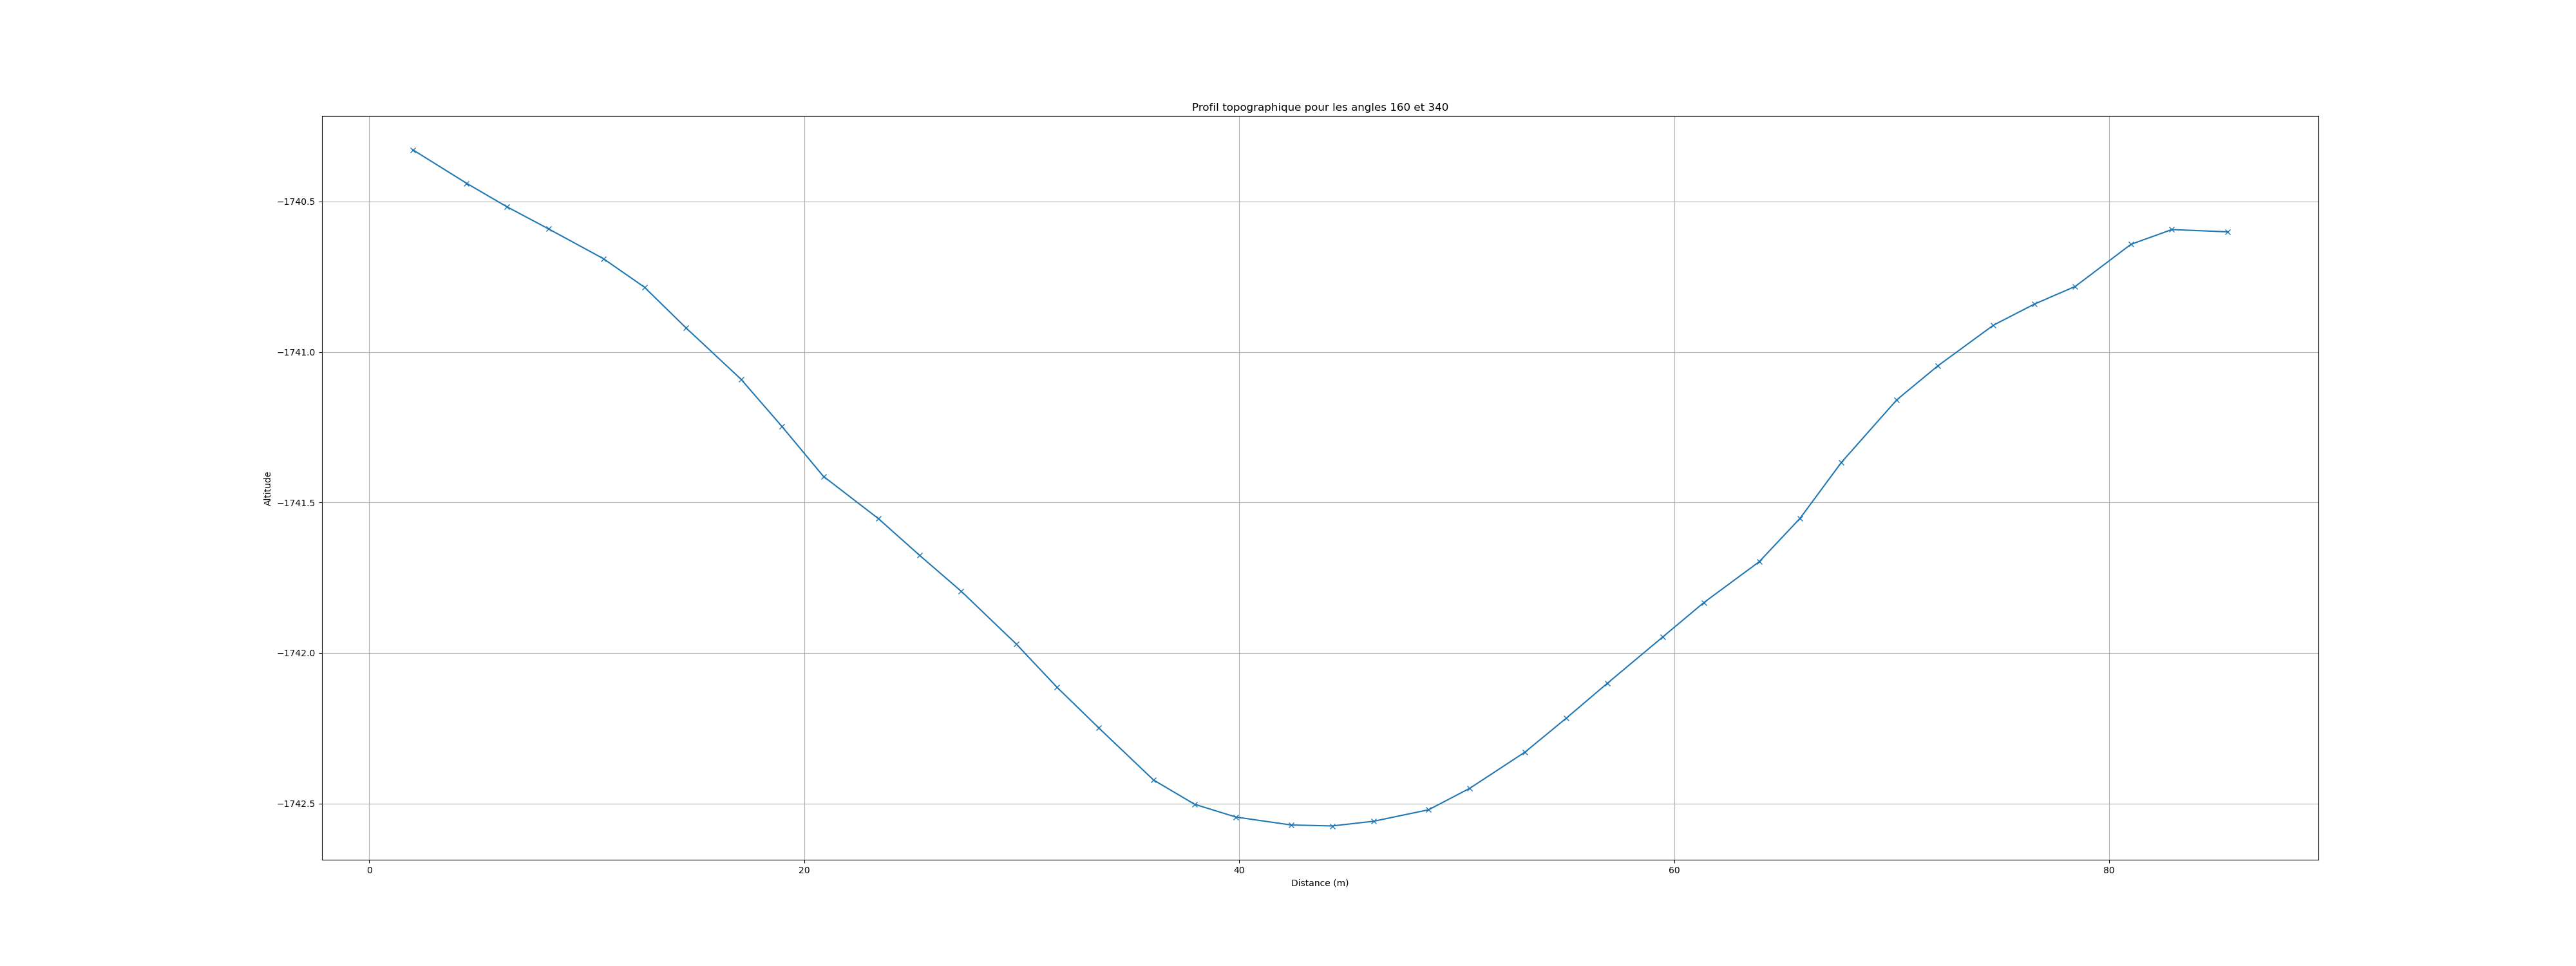 Profil topographique pour les angles 160 et 340
−1740.5
−1741.0
−1741.5
−1742.0
−1742.5
Altitude
0 20 40 60 80
Distance (m)